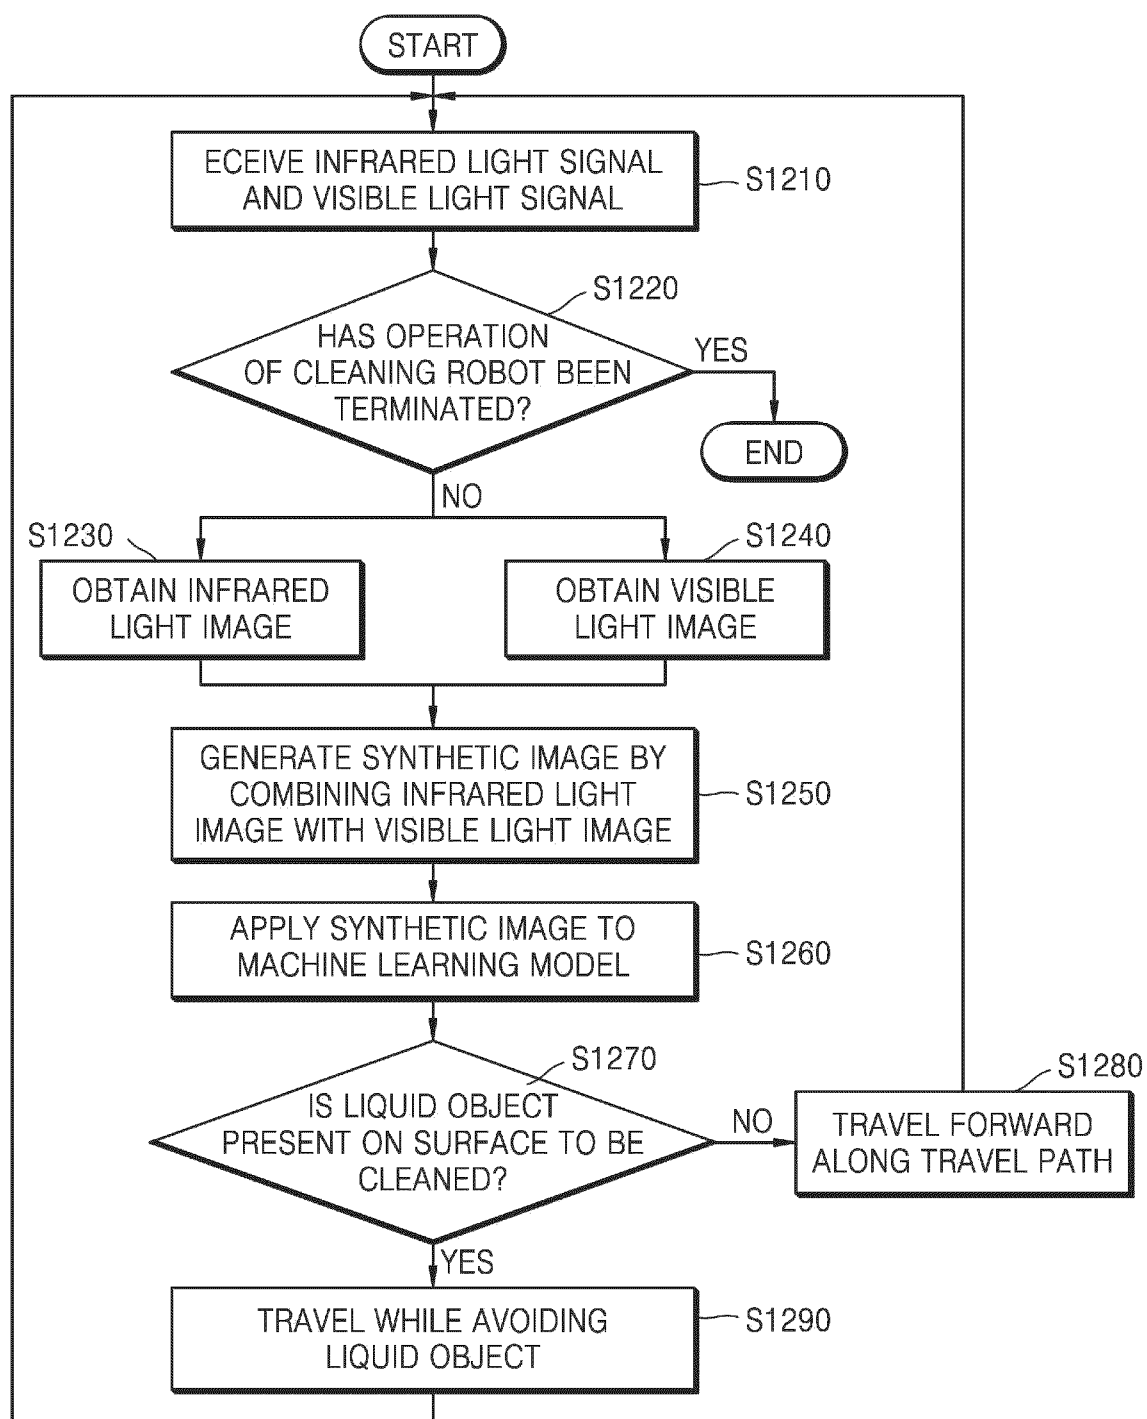 START
ECEIVE INFRARED LIGHT SIGNAL
AND VISIBLE LIGHT SIGNAL
S1210
S1220
HAS OPERATION
OF CLEANING ROBOT BEEN
TERMINATED?
YES
END
NO
S1230
OBTAIN INFRARED
LIGHT IMAGE
S1240
OBTAIN VISIBLE
LIGHT IMAGE
GENERATE SYNTHETIC IMAGE BY
COMBINING INFRARED LIGHT
IMAGE WITH VISIBLE LIGHT IMAGE
S1250
APPLY SYNTHETIC IMAGE TO
MACHINE LEARNING MODEL
S1260
S1270
IS LIQUID OBJECT
PRESENT ON SURFACE TO BE
CLEANED?
NO
S1280
TRAVEL FORWARD
ALONG TRAVEL PATH
YES
TRAVEL WHILE AVOIDING
LIQUID OBJECT
S1290